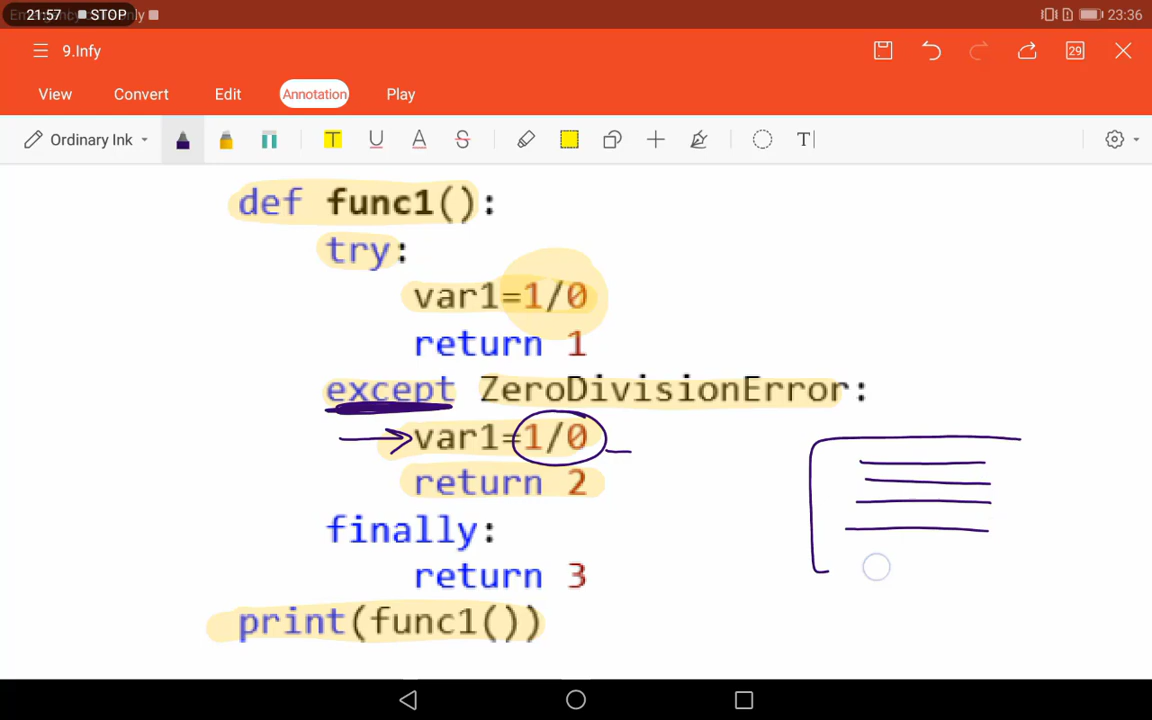 21:57 STOP
23:36
9.Infy
29
View Convert Edit Annotation Play
Ordinary Ink T U A S T
def func1():
try:
var1=1/0
return 1
except ZeroDivisionError:
var1=1/0
return 2
finally:
return 3
print(func1())